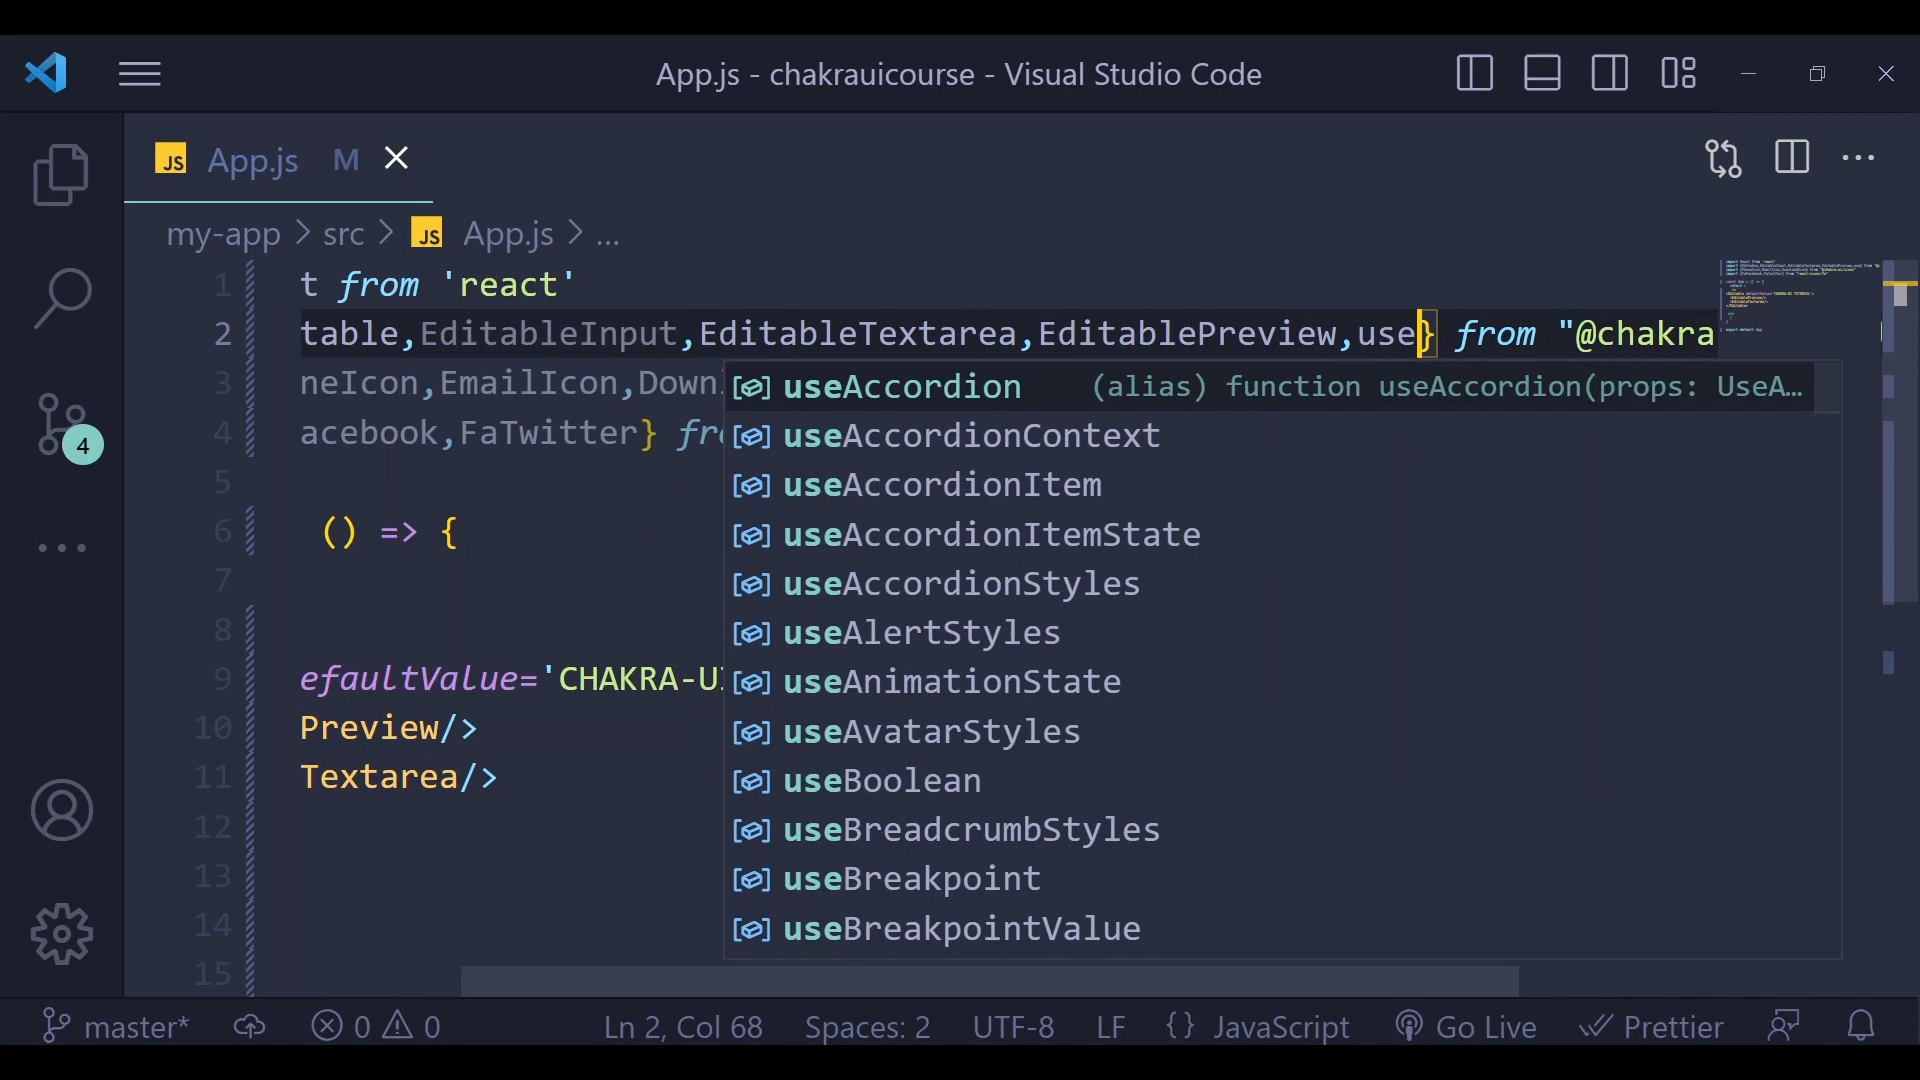 App.js - chakrauicourse - Visual Studio Code
JS App.js M
my-app > src > JS App.js > ...
1 t from 'react'
2 table,EditableInput,EditableTextarea,EditablePreview,use} from "@chakra
3 neIcon,EmailIcon,Down
4 acebook,FaTwitter} fr
5
6 () => {
7
8
9 efaultValue='CHAKRA-U
10 Preview/>
11 Textarea/>
12
13
14
15
useAccordion (alias) function useAccordion(props: UseA…
useAccordionContext
useAccordionItem
useAccordionItemState
useAccordionStyles
useAlertStyles
useAnimationState
useAvatarStyles
useBoolean
useBreadcrumbStyles
useBreakpoint
useBreakpointValue
4
master* 0 0 Ln 2, Col 68 Spaces: 2 UTF-8 LF {} JavaScript Go Live Prettier